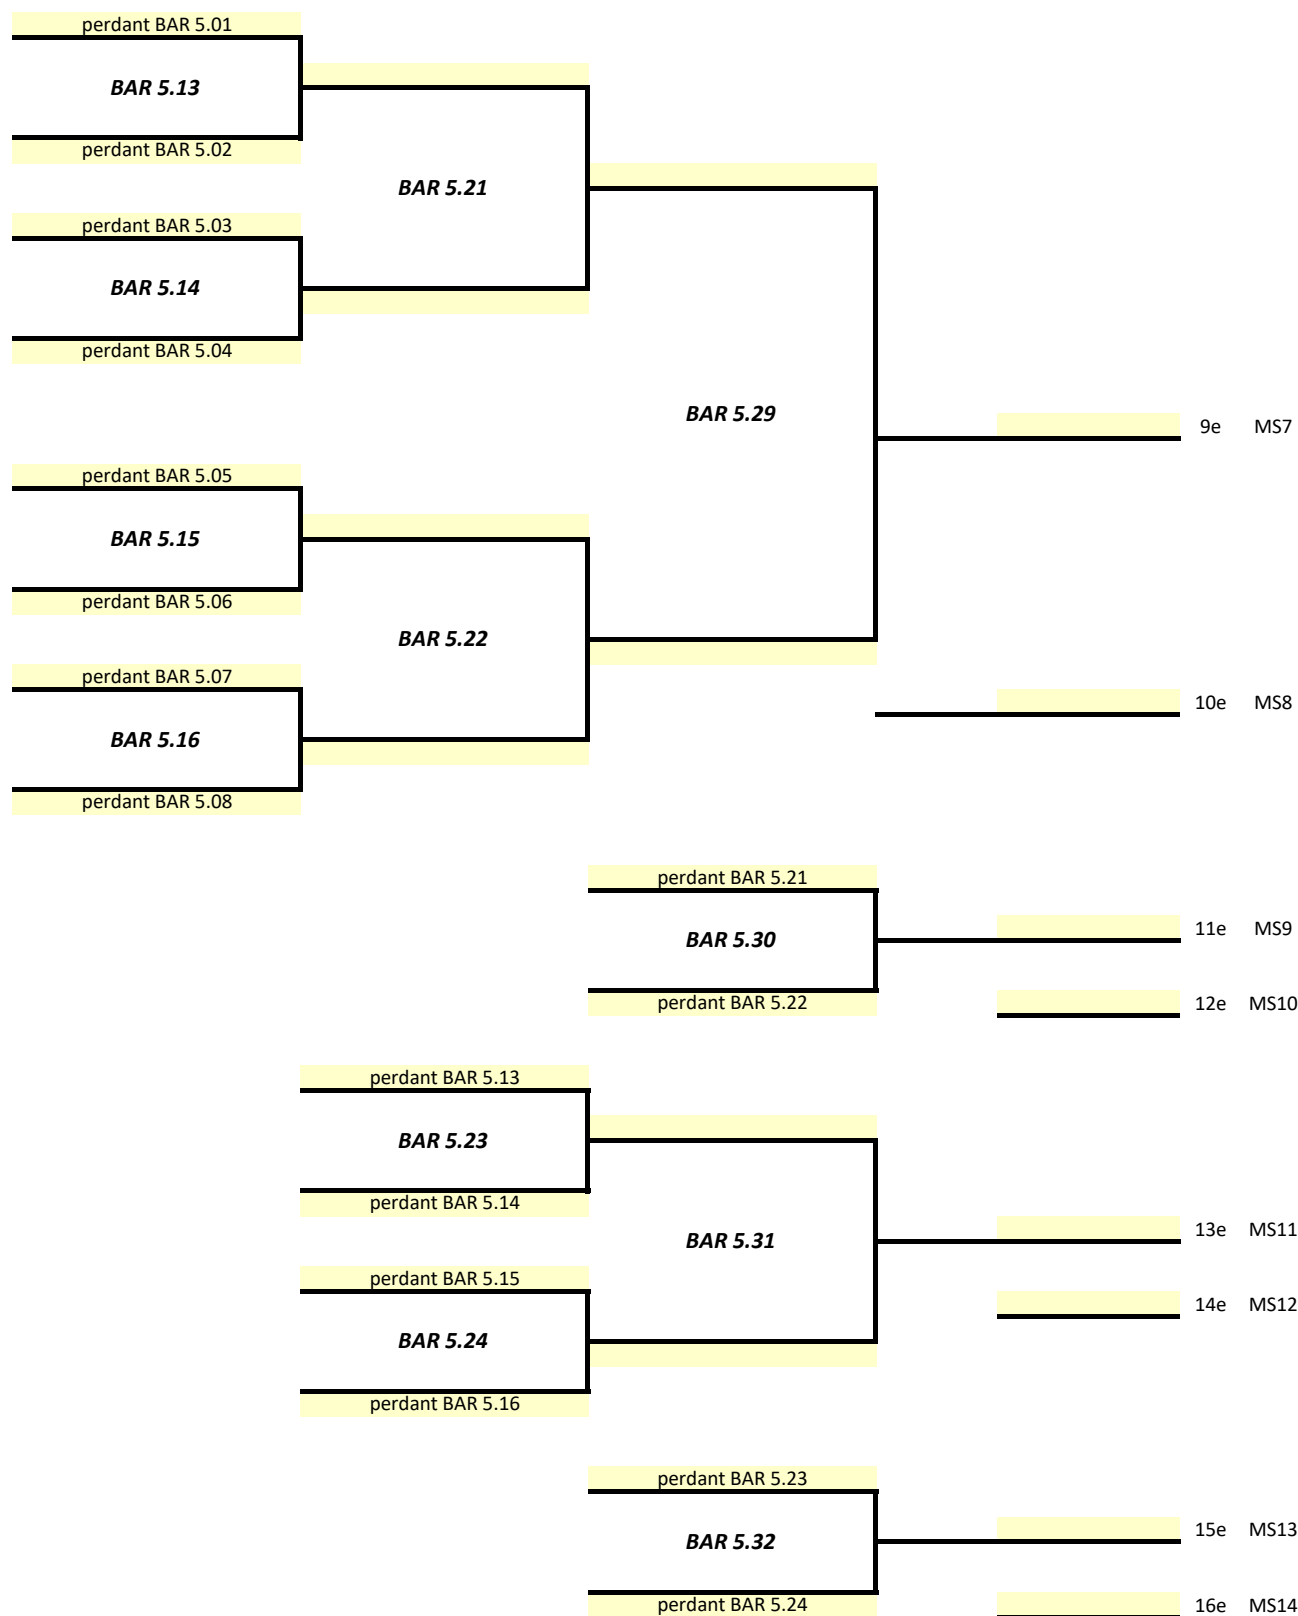 perdant BAR 5.01
BAR 5.13
perdant BAR 5.02
BAR 5.21
perdant BAR 5.03
BAR 5.14
perdant BAR 5.04
BAR 5.29
9e MS7
perdant BAR 5.05
BAR 5.15
perdant BAR 5.06
BAR 5.22
perdant BAR 5.07
10e MS8
BAR 5.16
perdant BAR 5.08
perdant BAR 5.21
11e MS9
BAR 5.30
perdant BAR 5.22
12e MS10
perdant BAR 5.13
BAR 5.23
perdant BAR 5.14
13e MS11
BAR 5.31
perdant BAR 5.15
14e MS12
BAR 5.24
perdant BAR 5.16
perdant BAR 5.23
15e MS13
BAR 5.32
perdant BAR 5.24
16e MS14